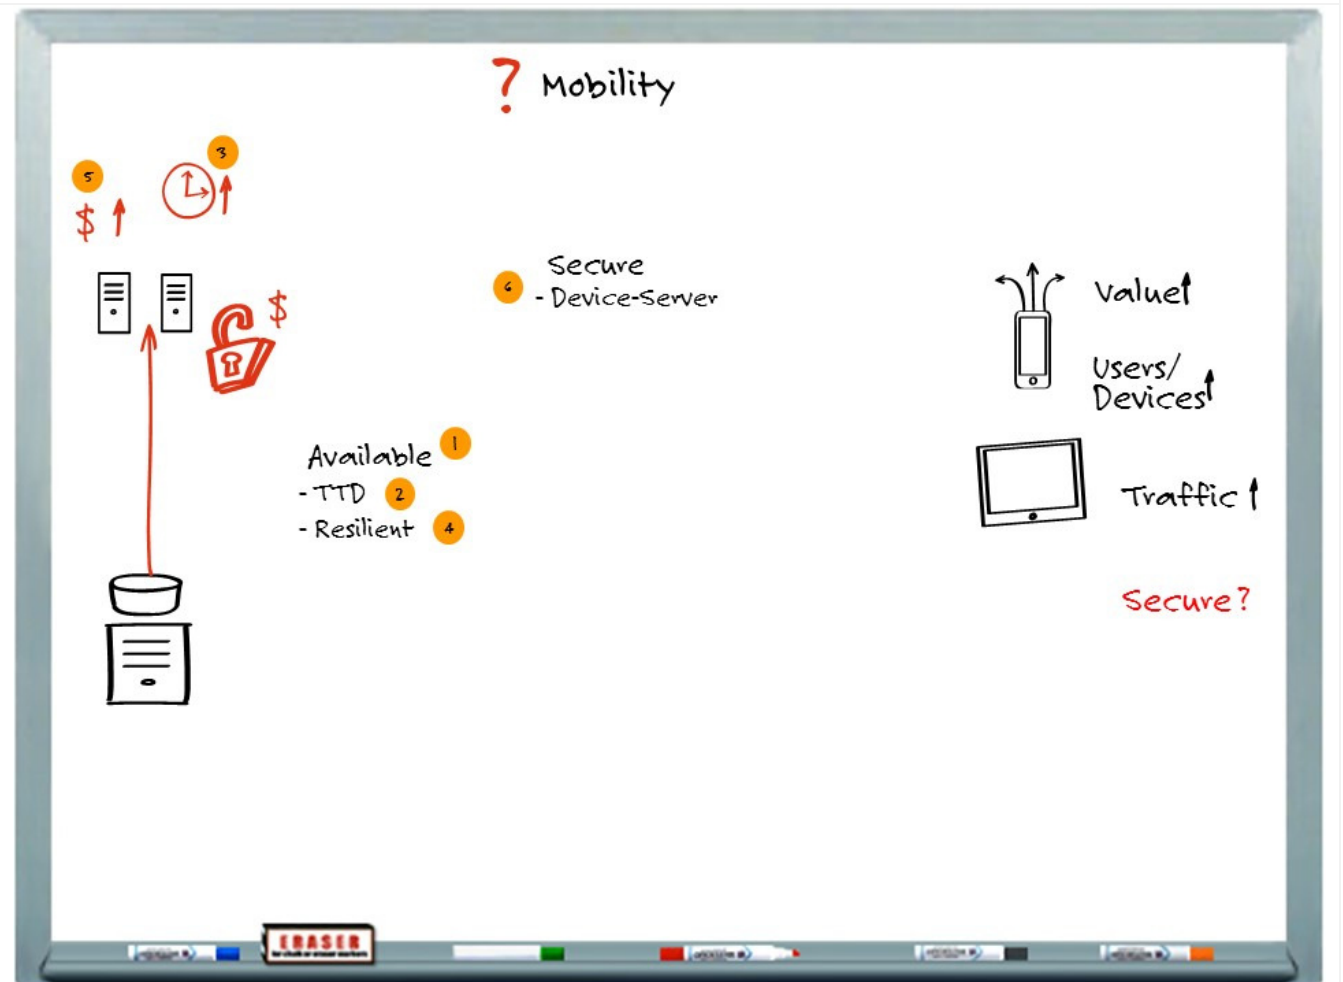 ? Mobility
3
5
$
Secure
6
- Device-Server
$
Value
Users/
Devices
Available 1
- TTD 2
- Resilient 4
Traffic
Secure?
ERASER